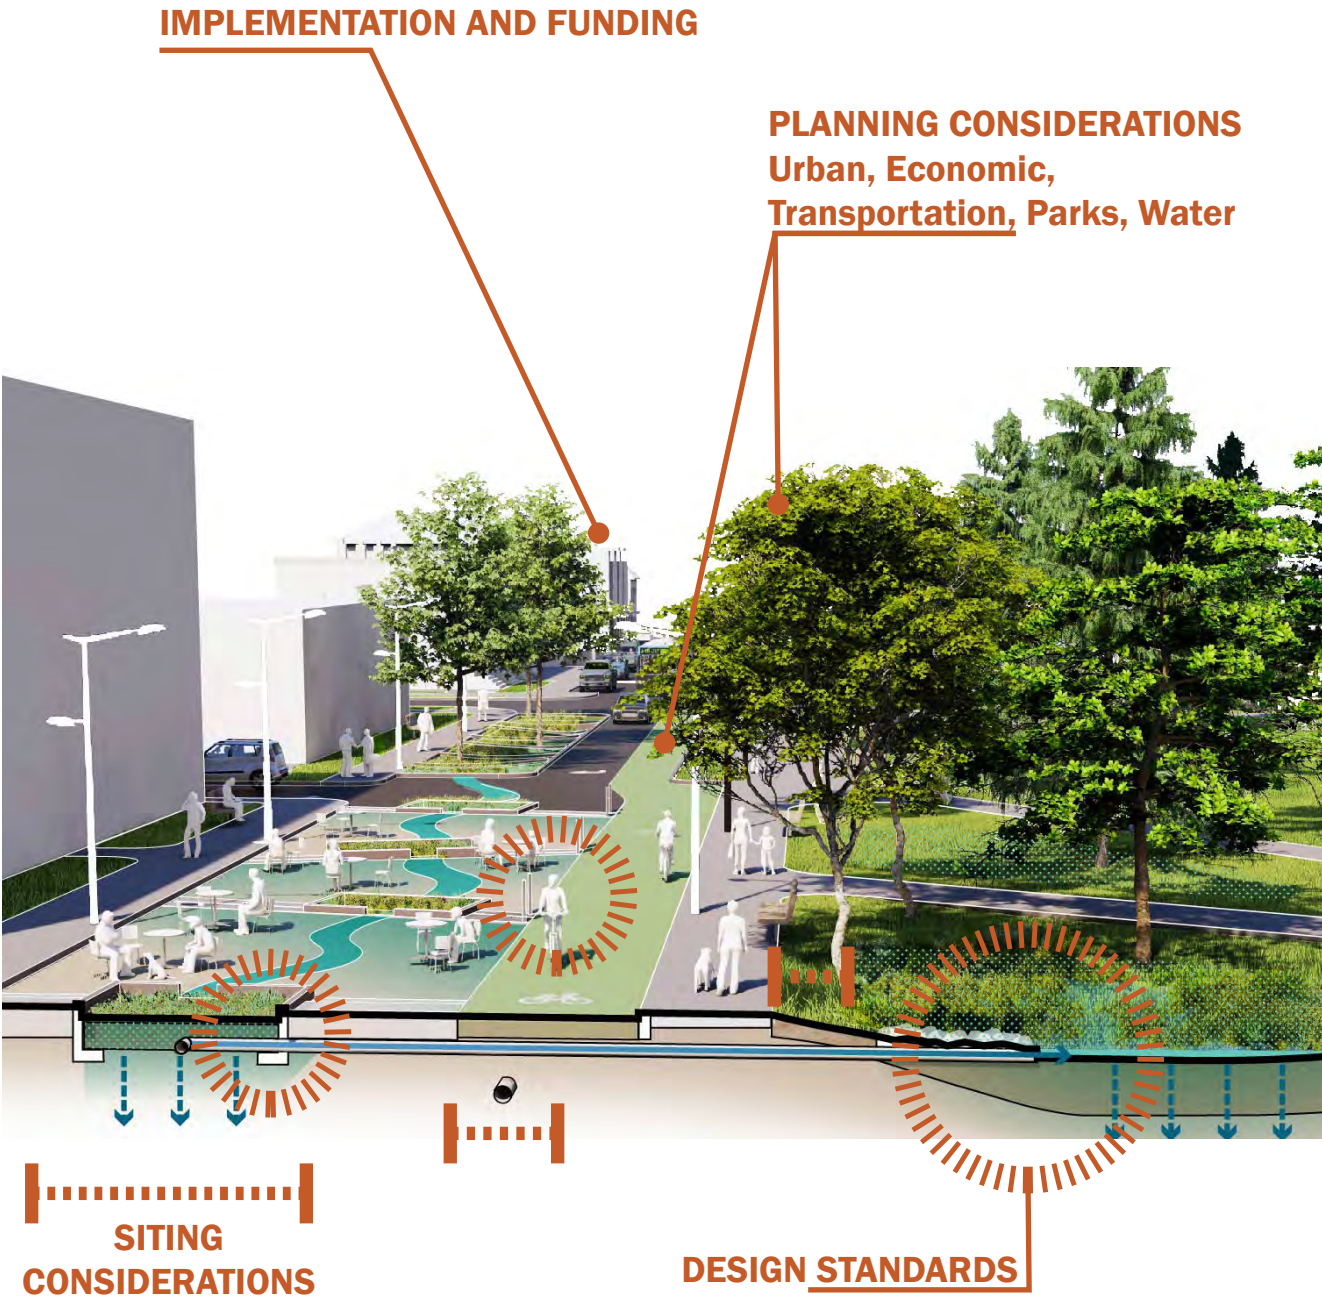 IMPLEMENTATION AND FUNDING
PLANNING CONSIDERATIONS
Urban, Economic,
Transportation, Parks, Water
SITING
CONSIDERATIONS
DESIGN STANDARDS